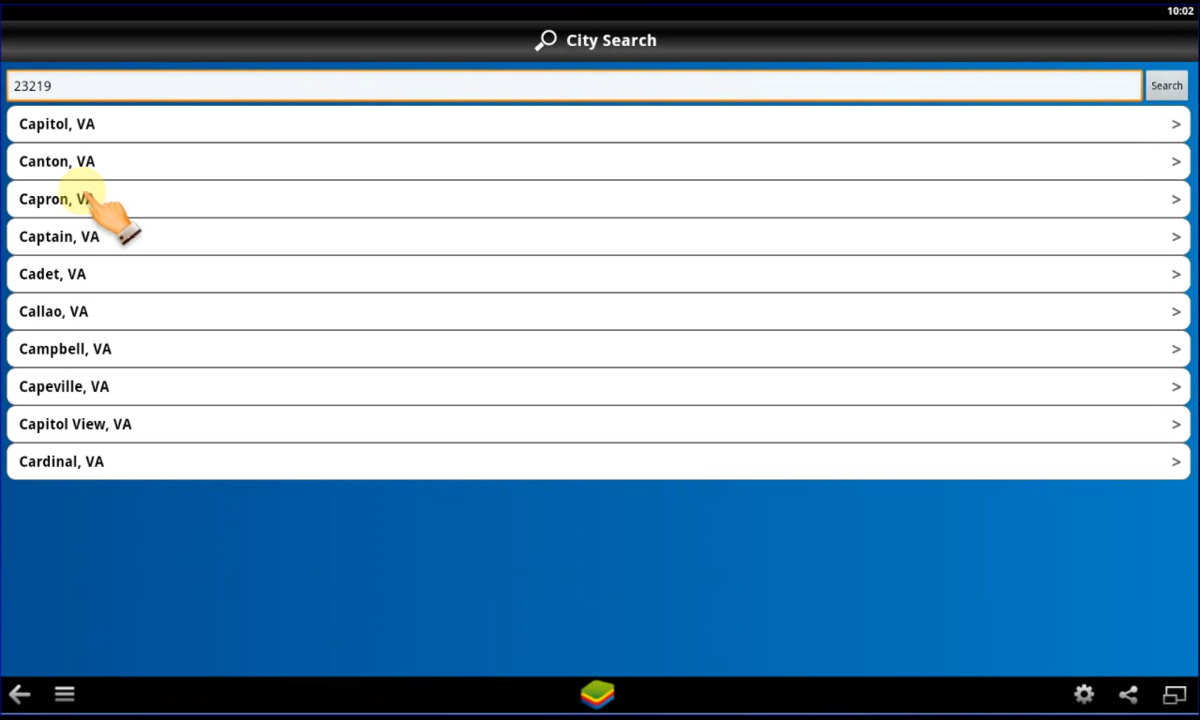 10:02
City Search
23219
Search
Capitol, VA
>
Canton, VA
>
Capron, VA
>
Captain, VA
>
Cadet, VA
>
Callao, VA
>
Campbell, VA
>
Capeville, VA
>
Capitol View, VA
>
Cardinal, VA
>